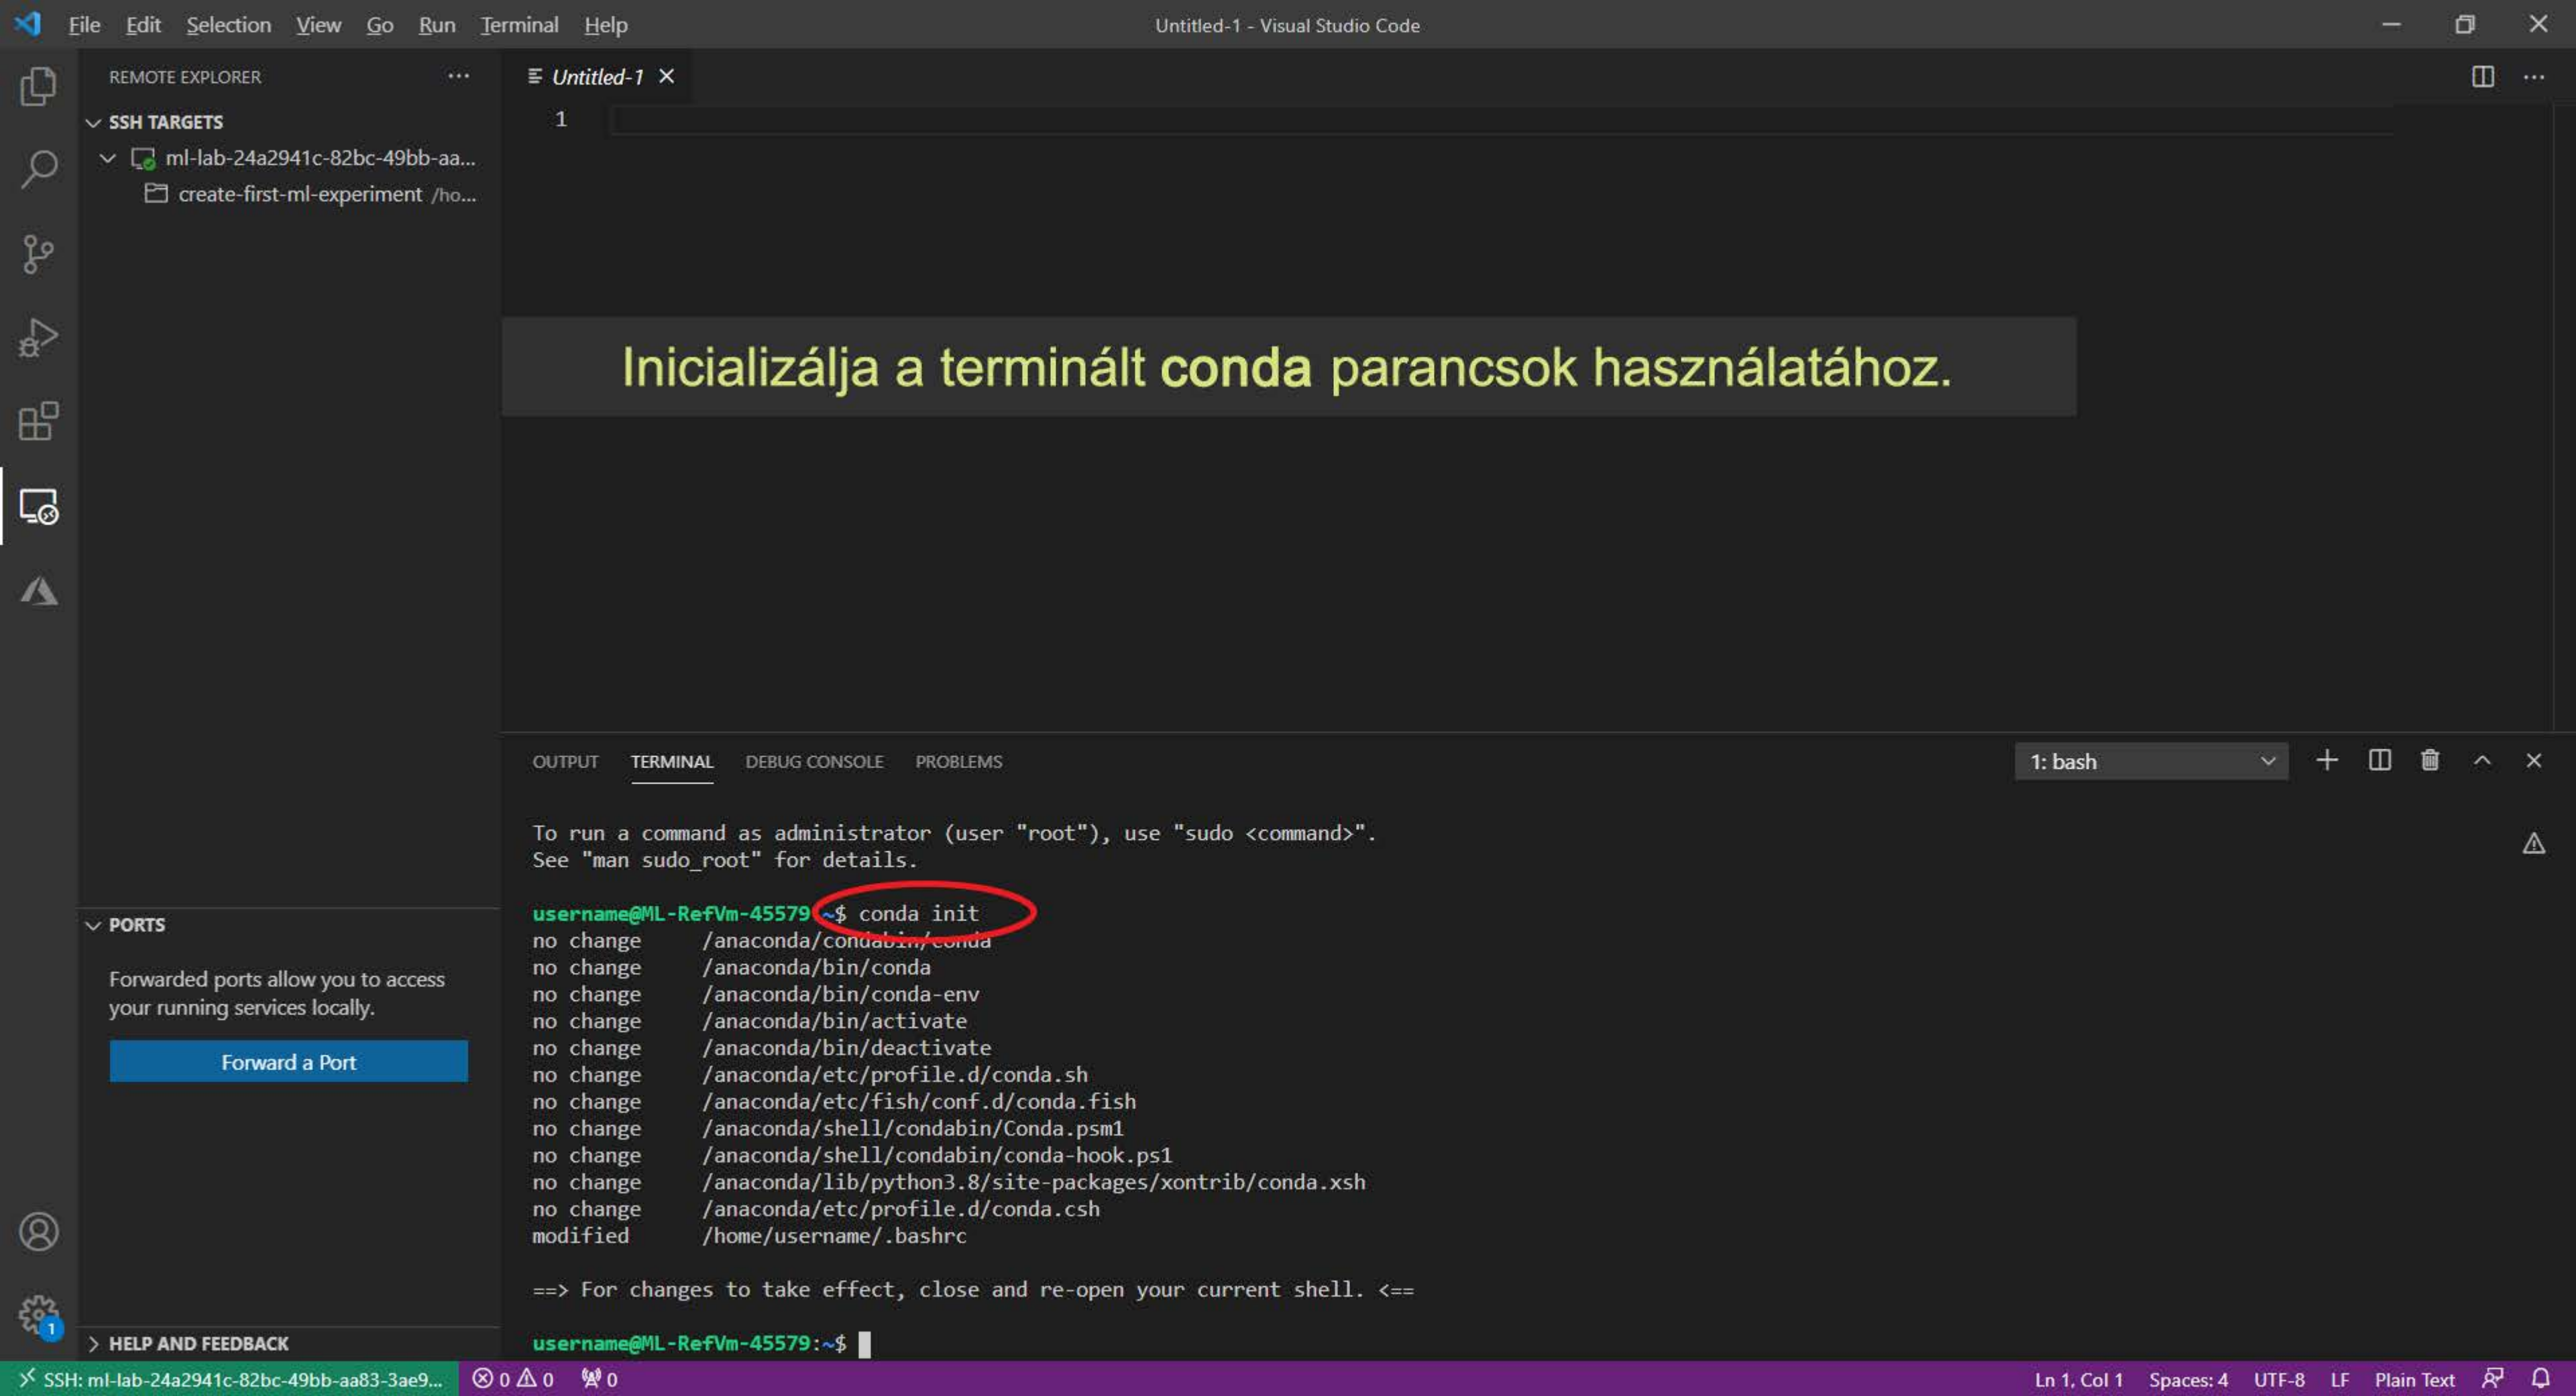 File Edit Selection View Go Run Terminal Help
Untitled-1 - Visual Studio Code
REMOTE EXPLORER
SSH TARGETS
ml-lab-24a2941c-82bc-49bb-aa...
create-first-ml-experiment /ho...
Untitled-1
1
Inicializálja a terminált conda parancsok használatához.
OUTPUT TERMINAL DEBUG CONSOLE PROBLEMS
1: bash
To run a command as administrator (user "root"), use "sudo <command>".
See "man sudo_root" for details.
username@ML-RefVm-45579:~$ conda init
no change /anaconda/condabin/conda
no change /anaconda/bin/conda
no change /anaconda/bin/conda-env
no change /anaconda/bin/activate
no change /anaconda/bin/deactivate
no change /anaconda/etc/profile.d/conda.sh
no change /anaconda/etc/fish/conf.d/conda.fish
no change /anaconda/shell/condabin/Conda.psm1
no change /anaconda/shell/condabin/conda-hook.ps1
no change /anaconda/lib/python3.8/site-packages/xontrib/conda.xsh
no change /anaconda/etc/profile.d/conda.csh
modified /home/username/.bashrc
==> For changes to take effect, close and re-open your current shell. <==
username@ML-RefVm-45579:~$
PORTS
Forwarded ports allow you to access
your running services locally.
Forward a Port
1
HELP AND FEEDBACK
SSH: ml-lab-24a2941c-82bc-49bb-aa83-3ae9... 0 0 0
Ln 1, Col 1 Spaces: 4 UTF-8 LF Plain Text